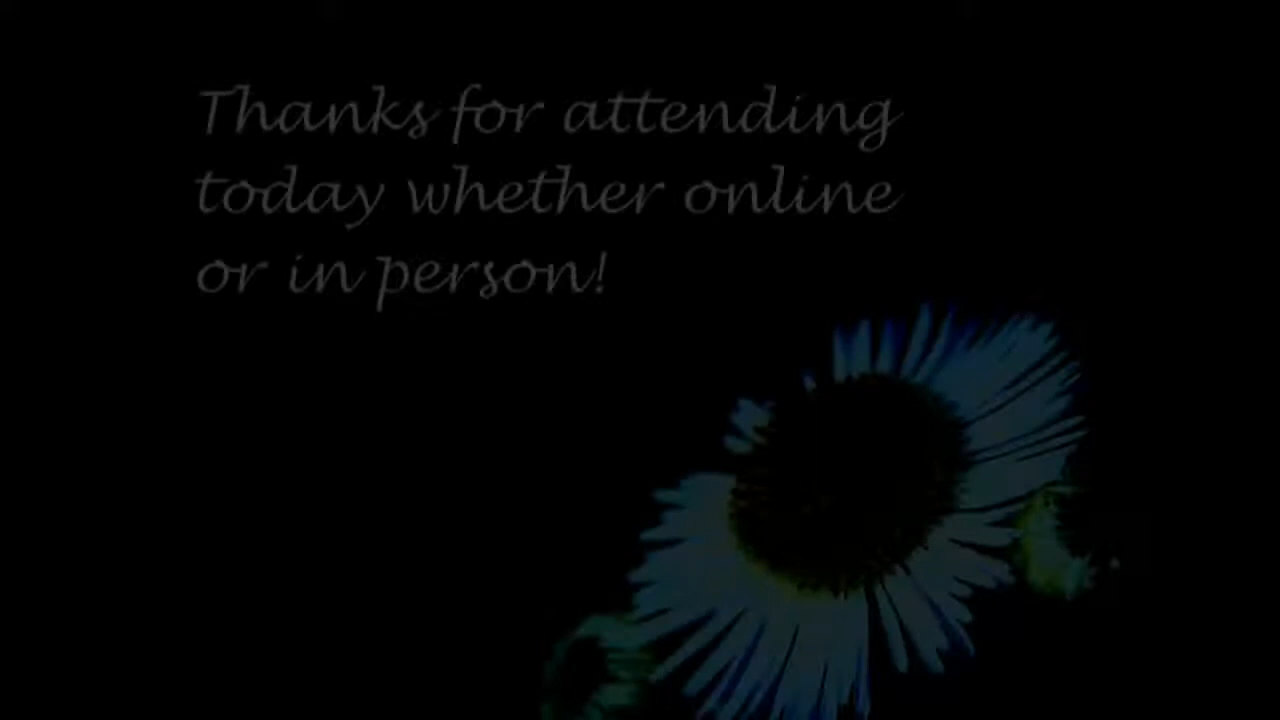 Thanks for attending
today whether online
or in person!